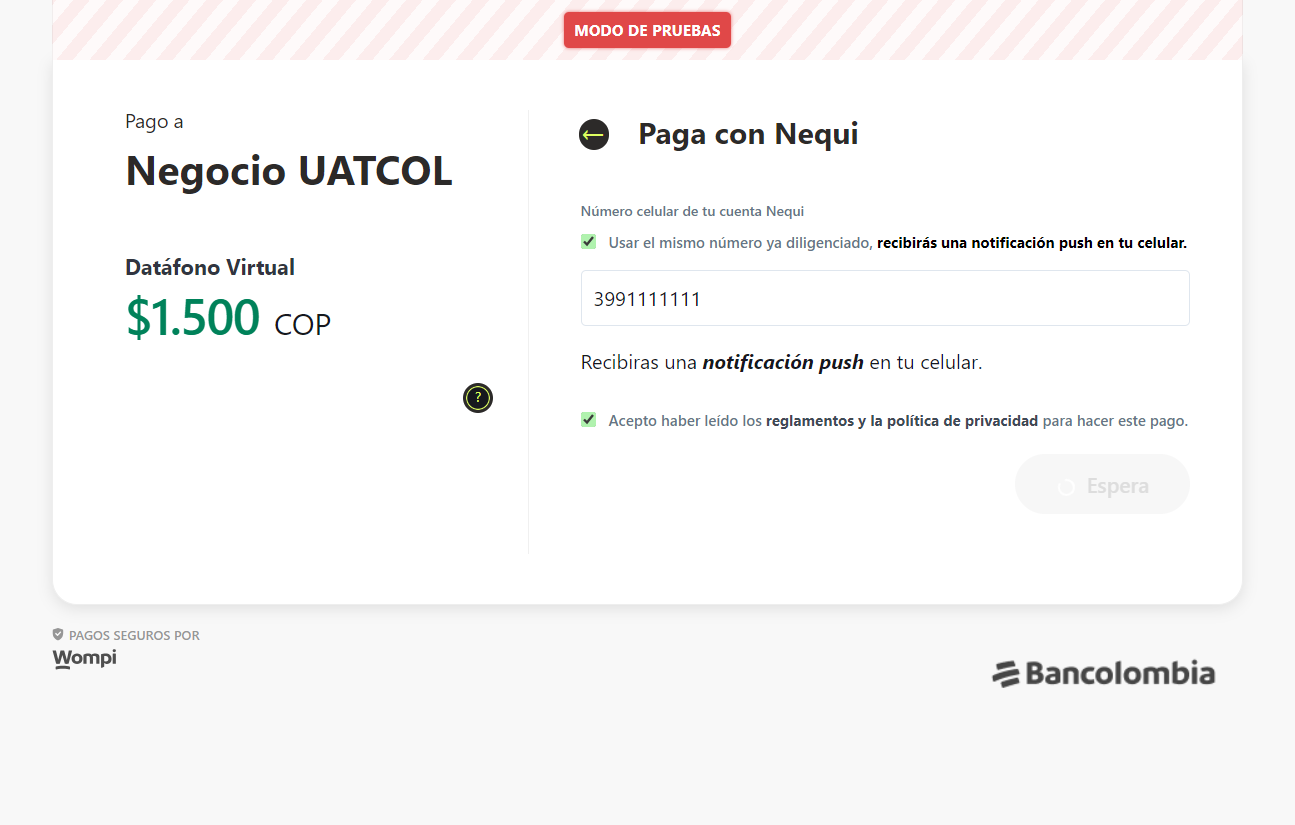 MODO DE PRUEBAS
Pago a
Negocio UATCOL
Datáfono Virtual
$1.500 COP
?
Paga con Nequi
Número celular de tu cuenta Nequi
Usar el mismo número ya diligenciado, recibirás una notificación push en tu celular.
3991111111
Recibiras una notificación push en tu celular.
Acepto haber leído los reglamentos y la política de privacidad para hacer este pago.
Espera
PAGOS SEGUROS POR
Wompi
Bancolombia